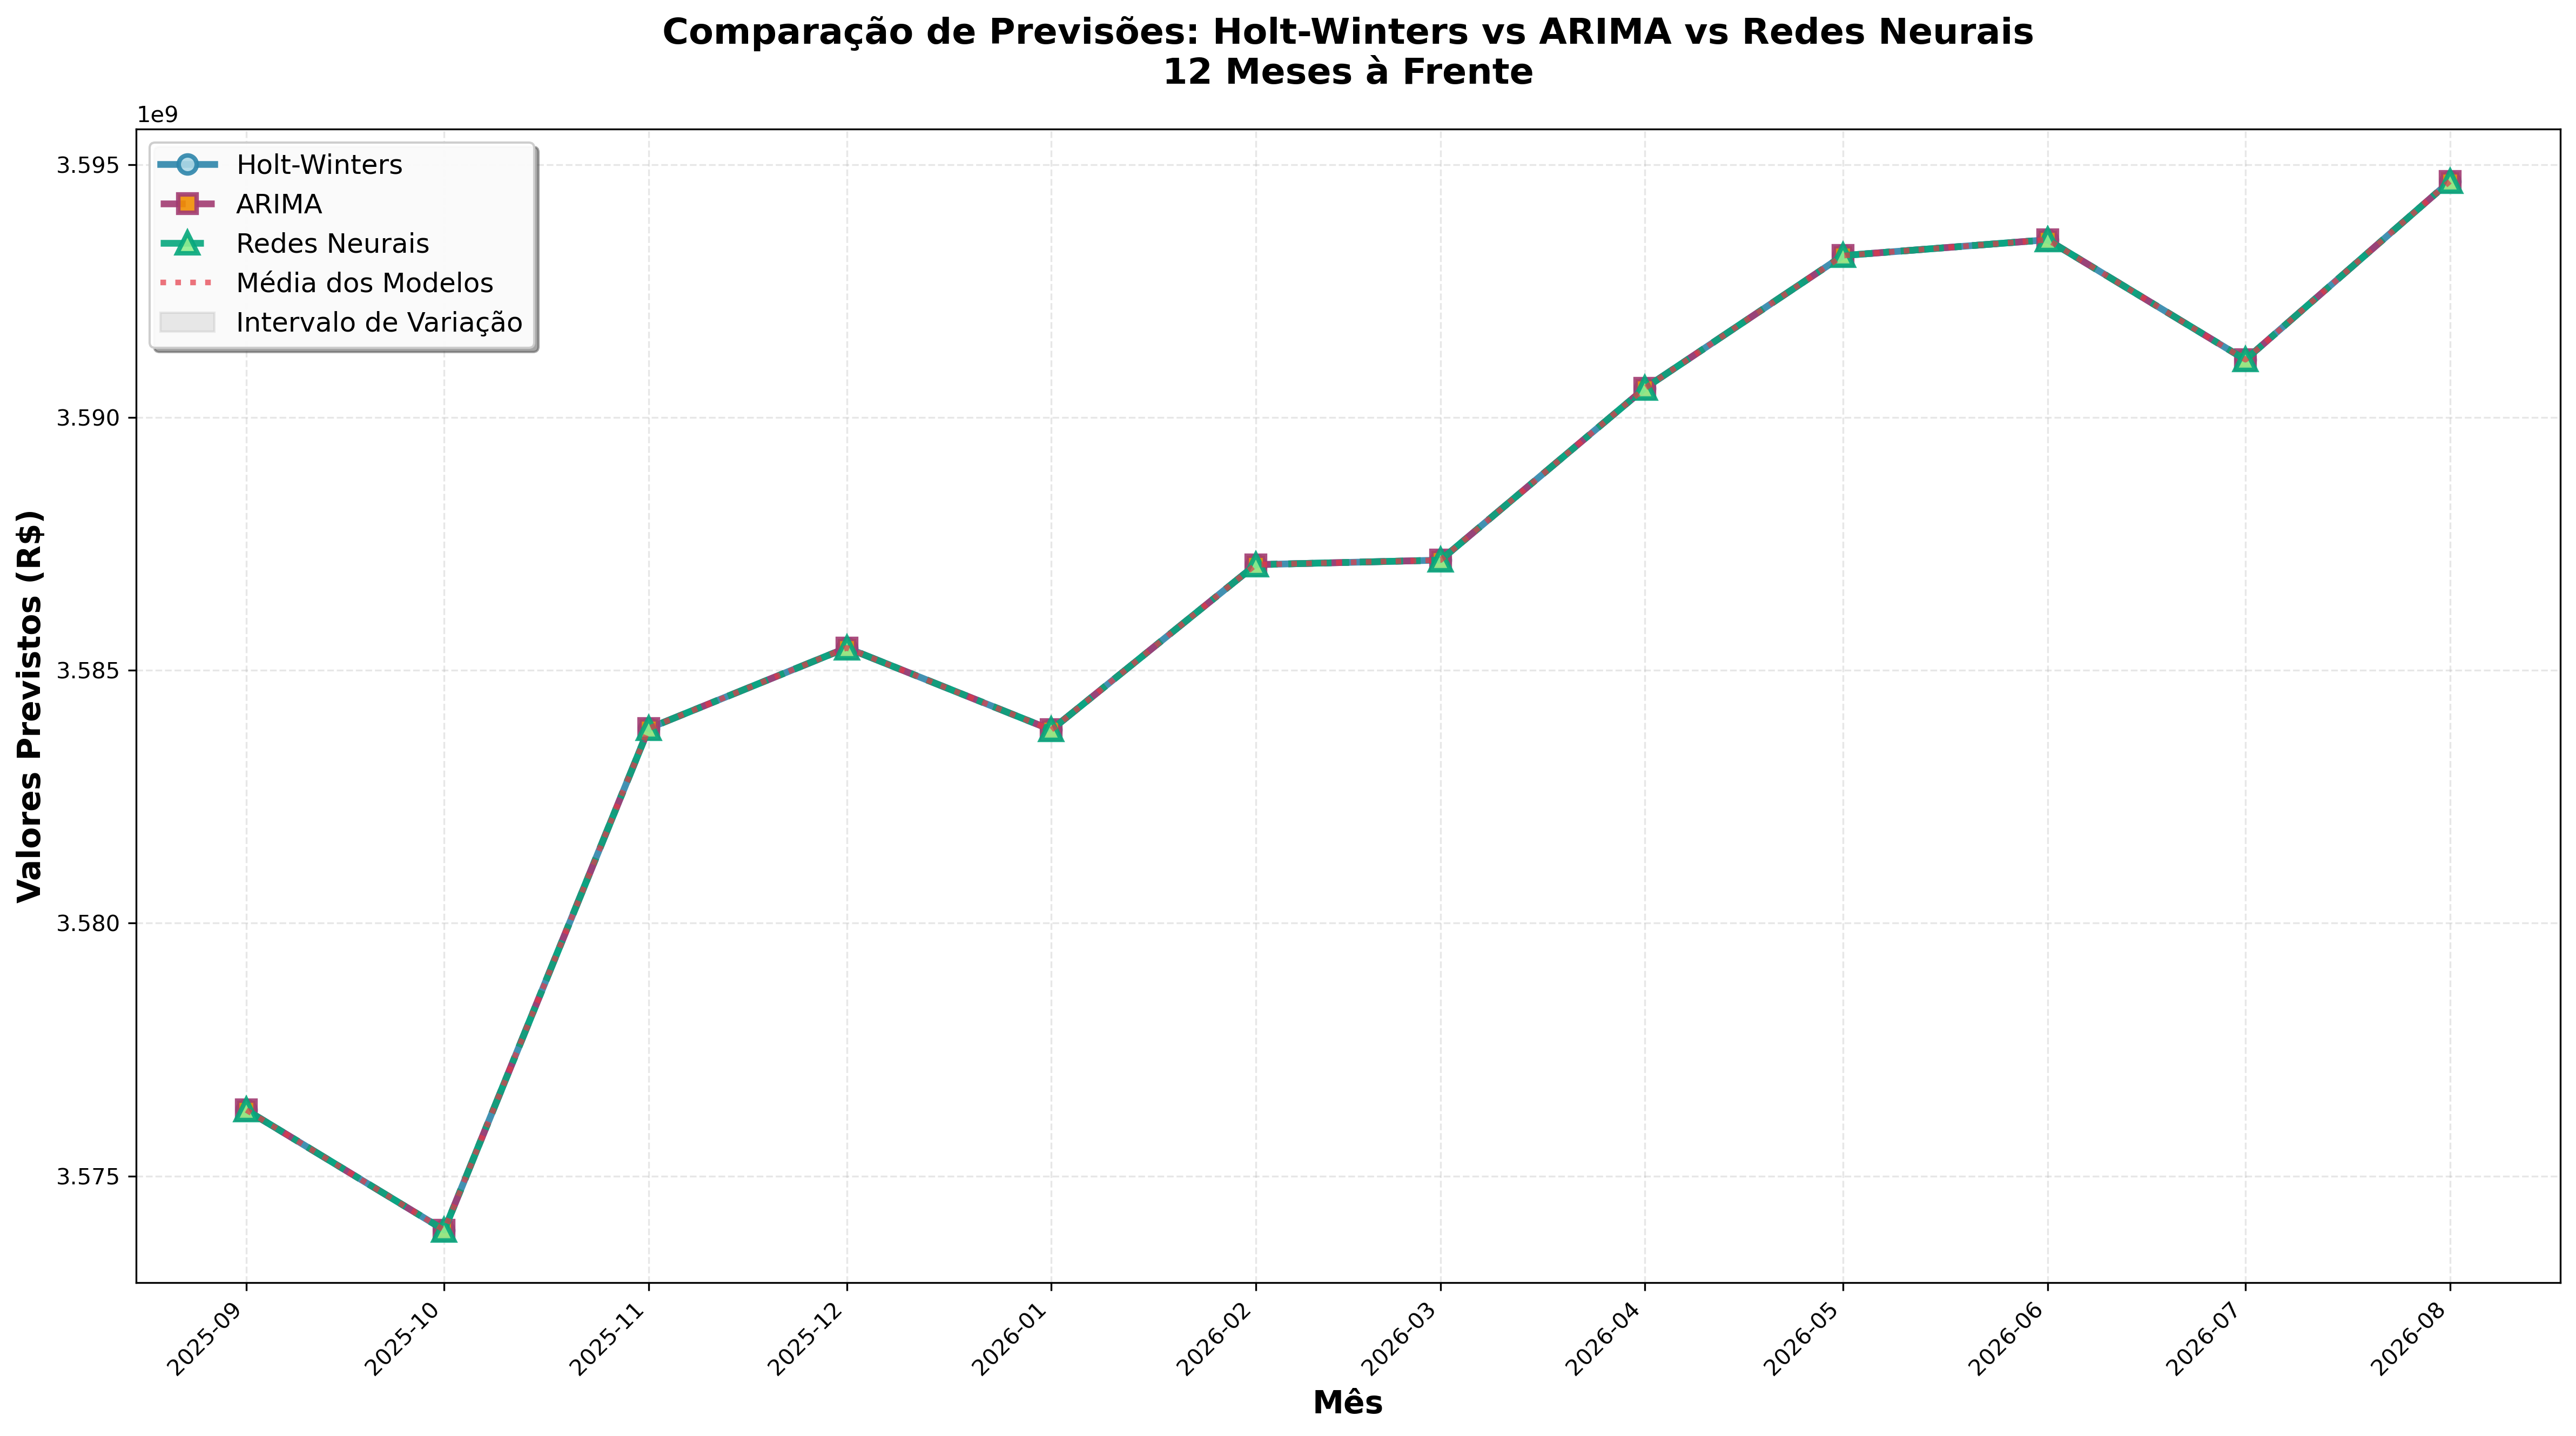 Comparação de Previsões: Holt-Winters vs ARIMA vs Redes Neurais
12 Meses à Frente
1e9
Holt-Winters
ARIMA
Redes Neurais
Média dos Modelos
Intervalo de Variação
3.595
3.590
3.585
3.580
3.575
Valores Previstos (R$)
2025-09
2025-10
2025-11
2025-12
2026-01
2026-02
2026-03
2026-04
2026-05
2026-06
2026-07
2026-08
Mês